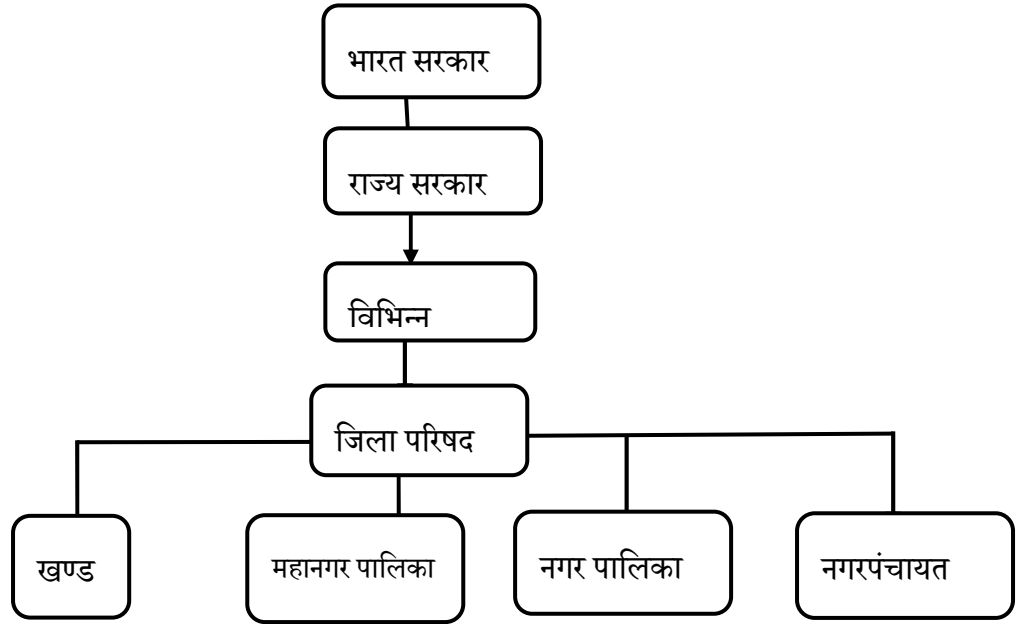 भारत सरकार
राज्य सरकार
विभिन्न
जिला परिषद
खण्ड
महानगर पालिका
नगर पालिका
नगरपंचायत